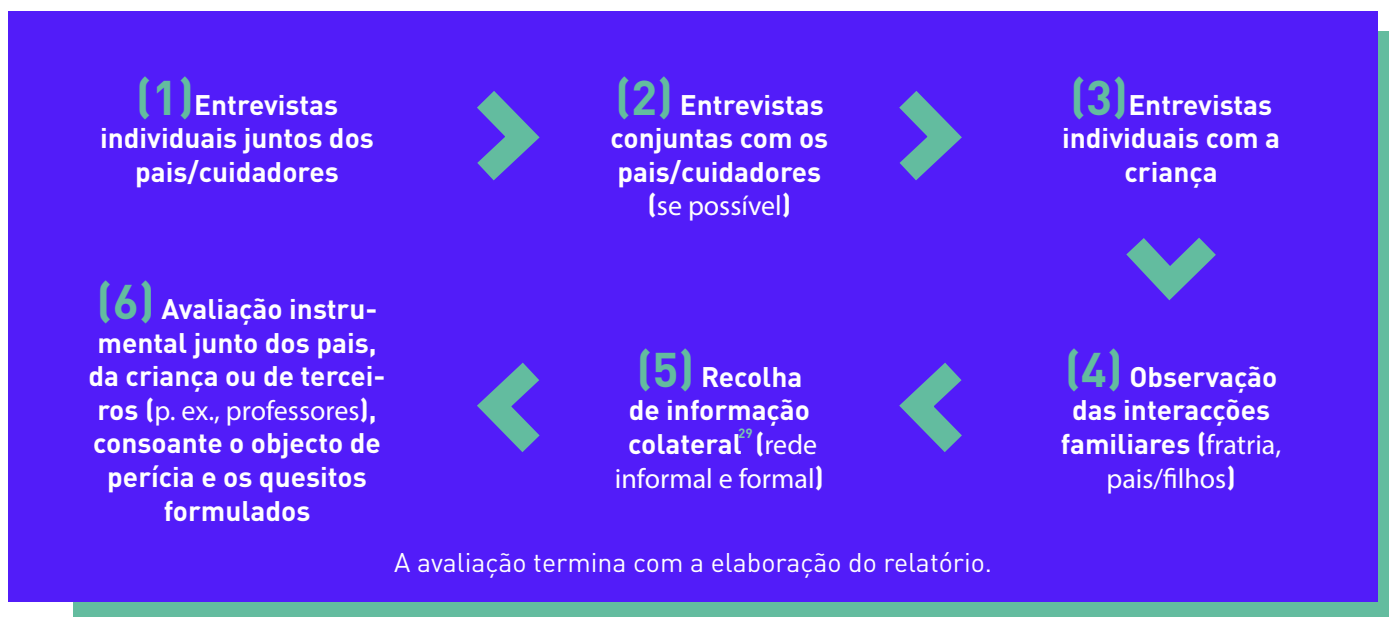 (1)Entrevistas
individuais juntos dos
pais/cuidadores
(2) Entrevistas
conjuntas com os
pais/cuidadores
(se possível)
(3)Entrevistas
individuais com a
criança
(4) Observação
das interacções
familiares (fratria,
pais/filhos)
(5) Recolha
de informação
colateral²⁹ (rede
informal e formal)
(6) Avaliação instru-
mental junto dos pais,
da criança ou de tercei-
ros (p. ex., professores),
consoante o objecto de
perícia e os quesitos
formulados
A avaliação termina com a elaboração do relatório.